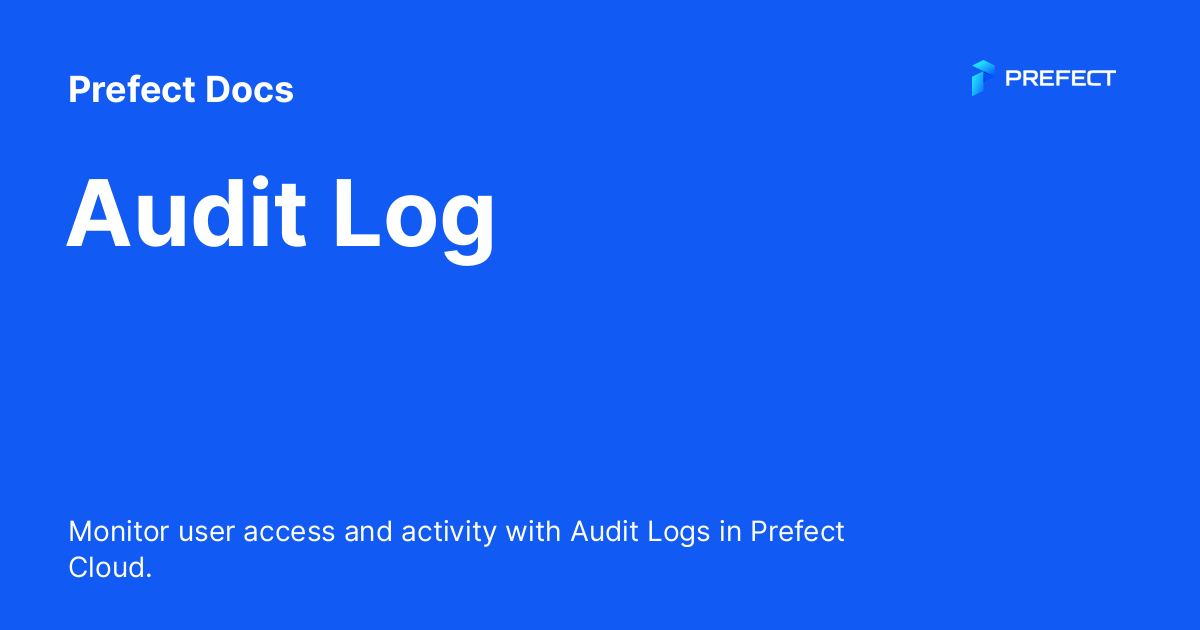 Prefect Docs
PREFECT
Audit Log
Monitor user access and activity with Audit Logs in Prefect
Cloud.